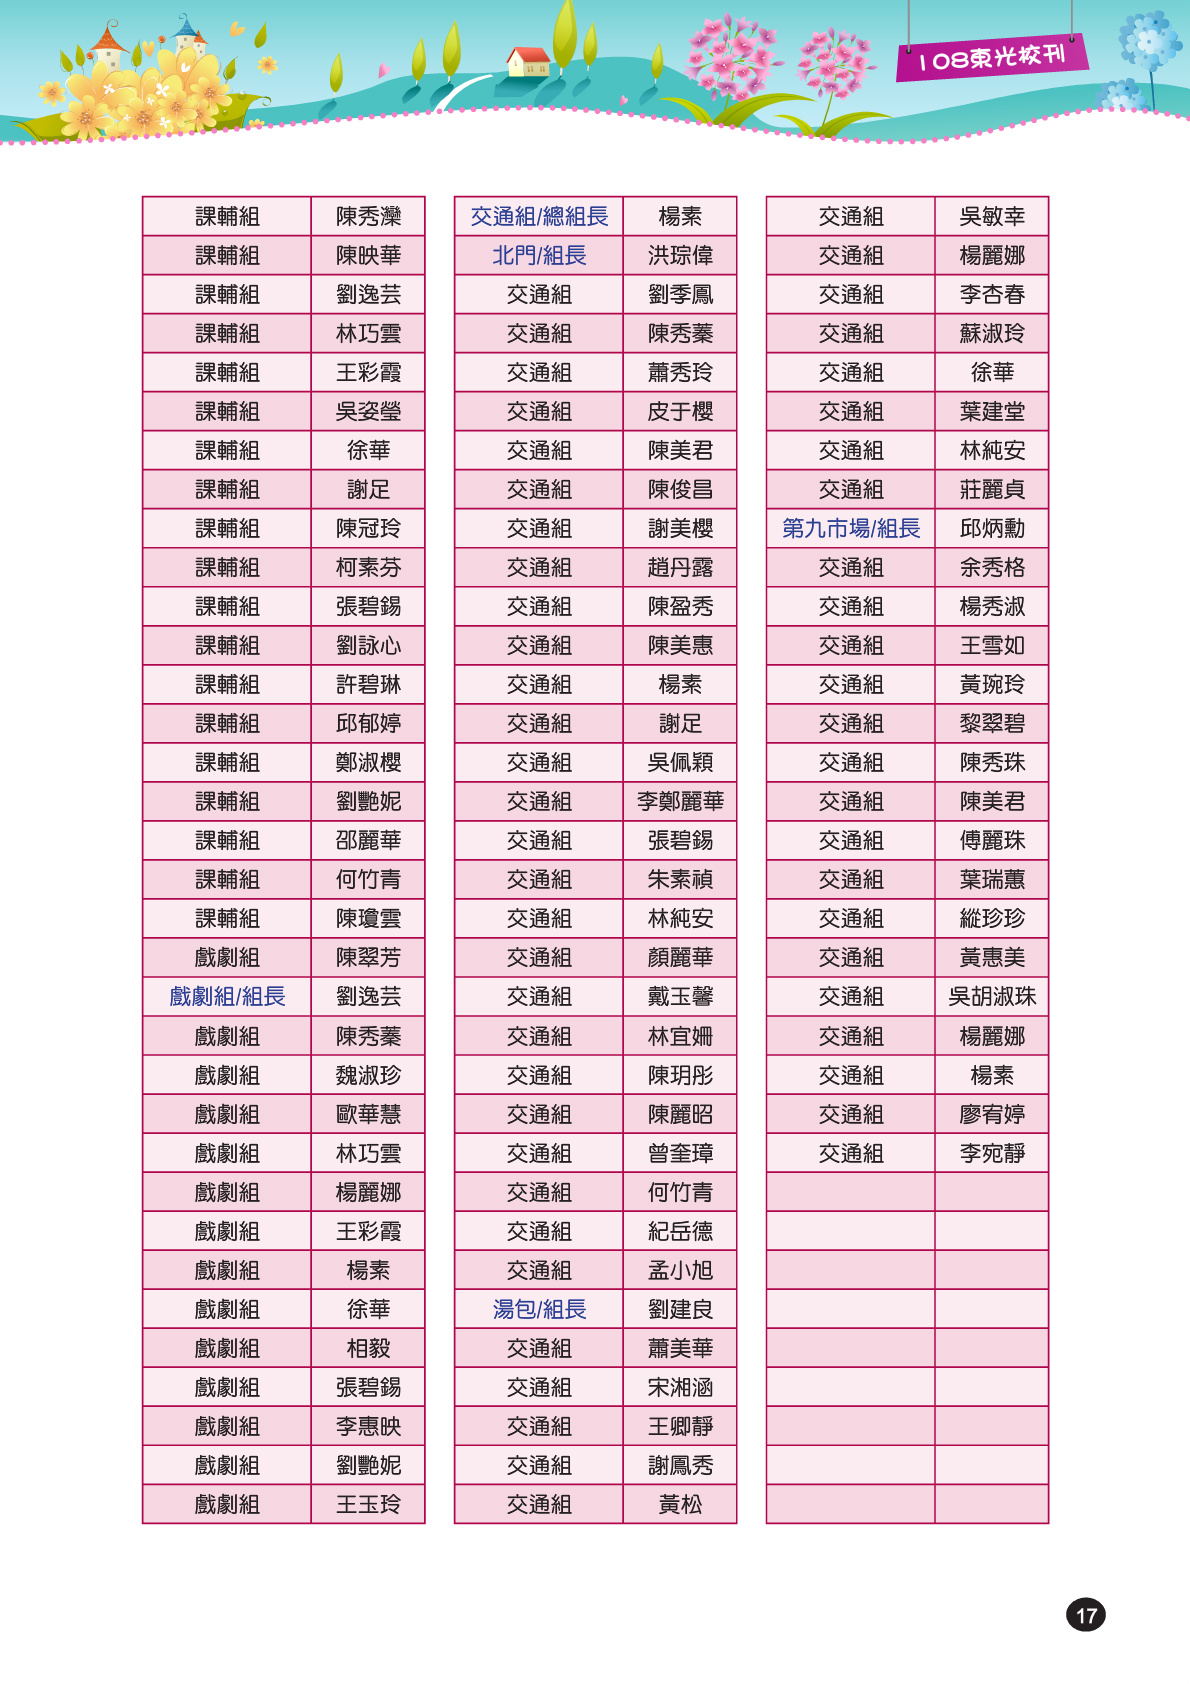 108東光校刊
課輔組 陳秀灤
課輔組 陳映華
課輔組 劉逸芸
課輔組 林巧雲
課輔組 王彩霞
課輔組 吳姿瑩
課輔組 徐華
課輔組 謝足
課輔組 陳冠玲
課輔組 柯素芬
課輔組 張碧錫
課輔組 劉詠心
課輔組 許碧琳
課輔組 邱郁婷
課輔組 鄭淑櫻
課輔組 劉艷妮
課輔組 邵麗華
課輔組 何竹青
課輔組 陳瓊雲
戲劇組 陳翠芳
戲劇組/組長 劉逸芸
戲劇組 陳秀蓁
戲劇組 魏淑珍
戲劇組 歐華慧
戲劇組 林巧雲
戲劇組 楊麗娜
戲劇組 王彩霞
戲劇組 楊素
戲劇組 徐華
戲劇組 相毅
戲劇組 張碧錫
戲劇組 李惠映
戲劇組 劉艷妮
戲劇組 王玉玲
交通組/總組長 楊素
北門/組長 洪琮偉
交通組 劉季鳳
交通組 陳秀蓁
交通組 蕭秀玲
交通組 皮于櫻
交通組 陳美君
交通組 陳俊昌
交通組 謝美櫻
交通組 趙丹露
交通組 陳盈秀
交通組 陳美惠
交通組 楊素
交通組 謝足
交通組 吳佩穎
交通組 李鄭麗華
交通組 張碧錫
交通組 朱素禎
交通組 林純安
交通組 顏麗華
交通組 戴玉馨
交通組 林宜姍
交通組 陳玥彤
交通組 陳麗昭
交通組 曾奎璋
交通組 何竹青
交通組 紀岳德
交通組 孟小旭
湯包/組長 劉建良
交通組 蕭美華
交通組 宋湘涵
交通組 王卿靜
交通組 謝鳳秀
交通組 黃松
交通組 吳敏幸
交通組 楊麗娜
交通組 李杏春
交通組 蘇淑玲
交通組 徐華
交通組 葉建堂
交通組 林純安
交通組 莊麗貞
第九市場/組長 邱炳勳
交通組 余秀格
交通組 楊秀淑
交通組 王雪如
交通組 黃琬玲
交通組 黎翠碧
交通組 陳秀珠
交通組 陳美君
交通組 傅麗珠
交通組 葉瑞蕙
交通組 縱珍珍
交通組 黃惠美
交通組 吳胡淑珠
交通組 楊麗娜
交通組 楊素
交通組 廖宥婷
交通組 李宛靜
17